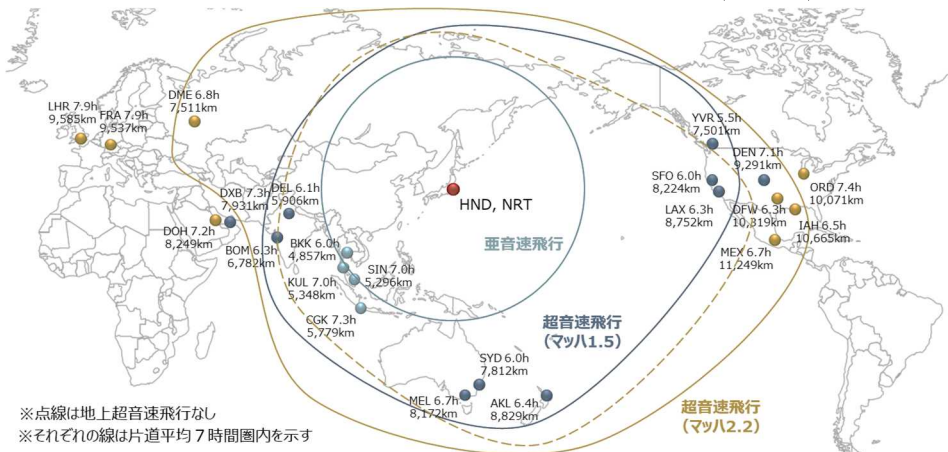 DME 6.8h
7,511km
LHR 7.9h
9,585km
FRA 7.9h
9,537km
YVR 5.5h
7,501km
DEN 7.1h
9,291km
DXB 7.3h
7,931km
DEL 6.1h
5,906km
SFO 6.0h
8,224km
ORD 7.4h
10,071km
HND, NRT
LAX 6.3h
8,752km
DFW 6.3h
10,319km
IAH 6.5h
10,665km
DOH 7.2h
8,249km
BOM 6.3h
6,782km
BKK 6.0h
4,857km
亜音速飛行
MEX 6.7h
11,249km
SIN 7.0h
5,296km
KUL 7.0h
5,348km
CGK 7.3h
5,779km
超音速飛行
(マッハ1.5)
SYD 6.0h
7,812km
MEL 6.7h
8,172km
AKL 6.4h
8,829km
超音速飛行
(マッハ2.2)
※点線は地上超音速飛行なし
※それぞれの線は片道平均7時間圏内を示す